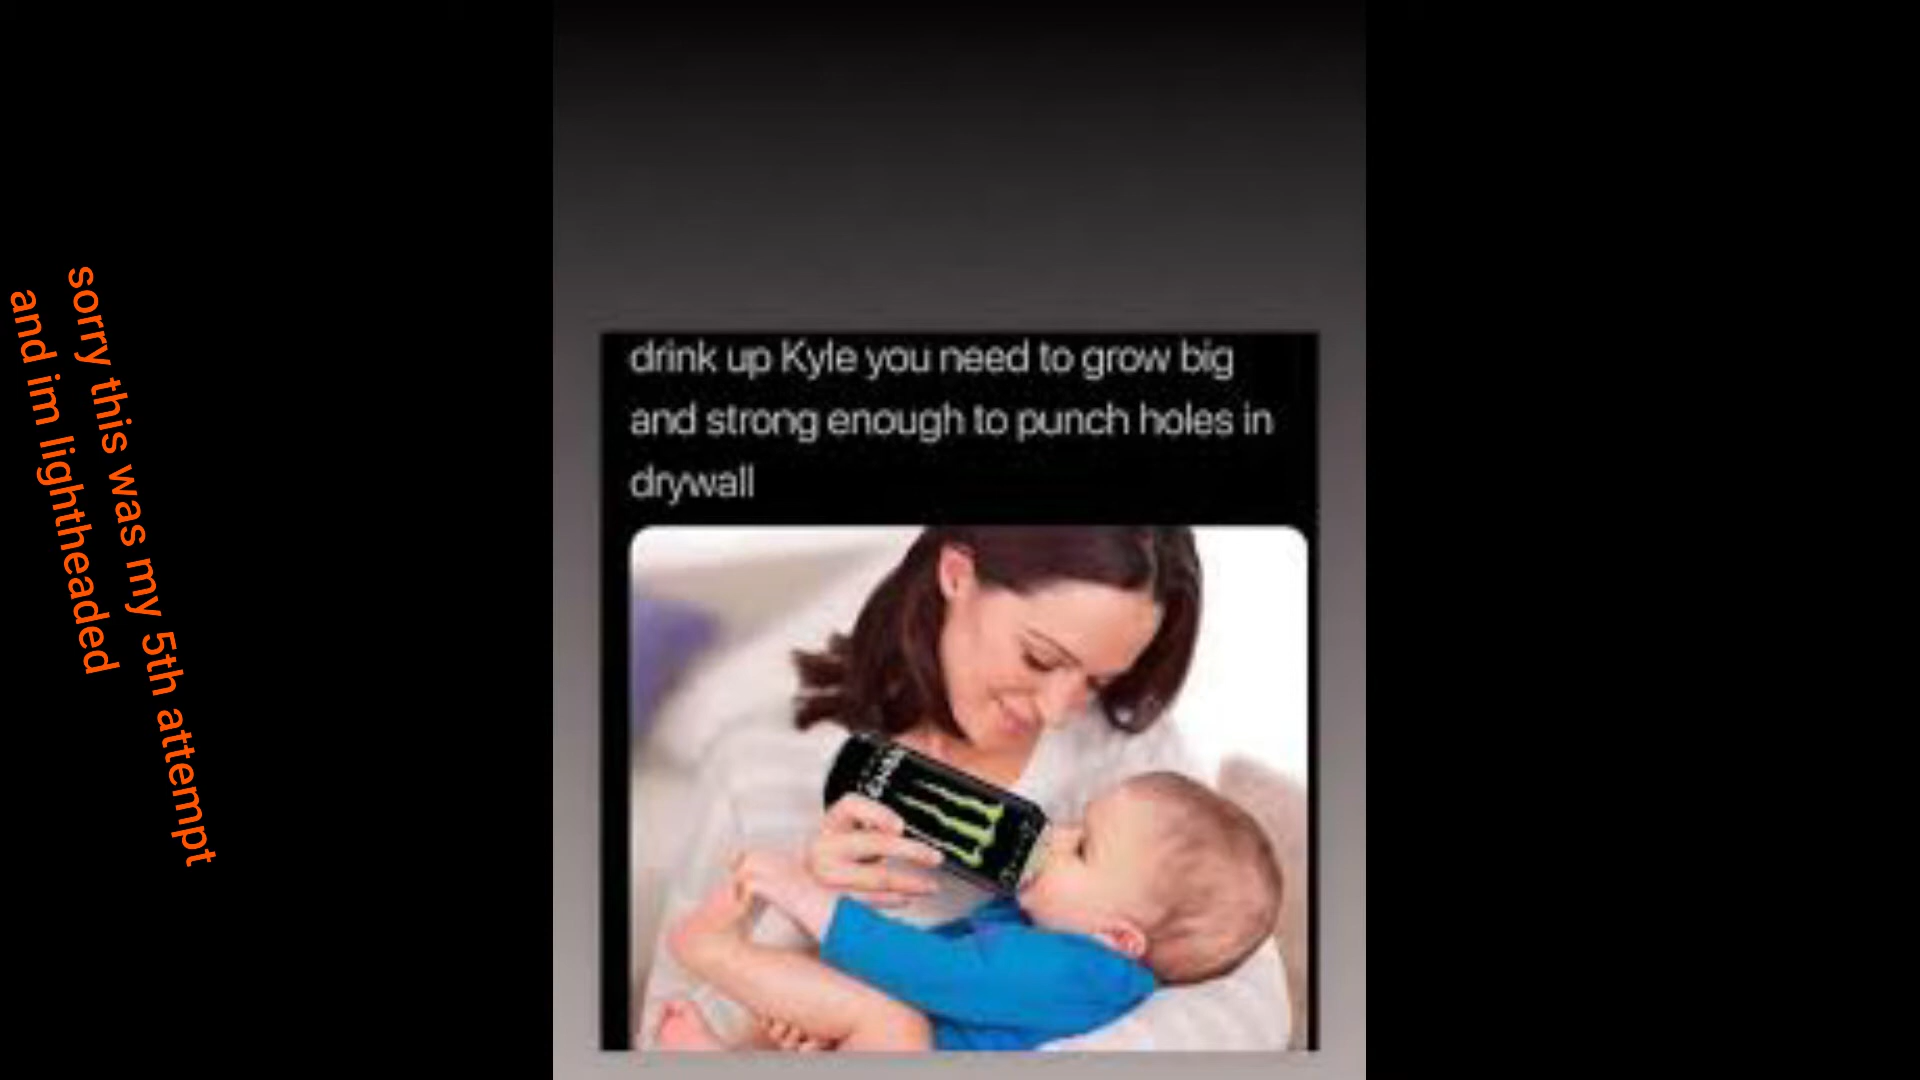 sorry this was my 5th attempt
and im lightheaded
drink up Kyle you need to grow big
and strong enough to punch holes in
drywall